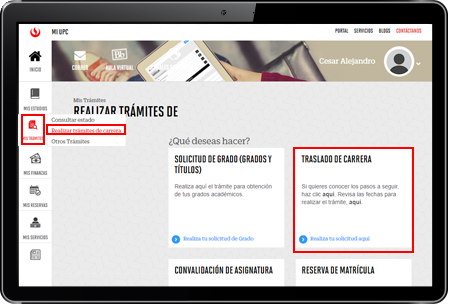 MI UPC
PORTAL SERVICIOS BLOGS CONTÁCTANOS
INICIO
CORREO
Bb
AULA VIRTUAL
Cesar Alejandro
MIS ESTUDIOS
MIS TRÁMITES
MIS FINANZAS
MIS RESERVAS
MIS SERVICIOS
Mis Trámites
REALIZAR TRÁMITES DE
Consultar estado
Realizar trámites de carrera
Otros Trámites
¿Qué deseas hacer?
SOLICITUD DE GRADO (GRADOS Y
TÍTULOS)
Realiza aquí el trámite para obtención
de tus grados académicos.
Realiza tu solicitud de Grado
TRASLADO DE CARRERA
Si quieres conocer los pasos a seguir,
haz clic aquí. Revisa las fechas para
realizar el trámite, aquí
Realiza tu solicitud aquí
CONVALIDACIÓN DE ASIGNATURA
RESERVA DE MATRÍCULA